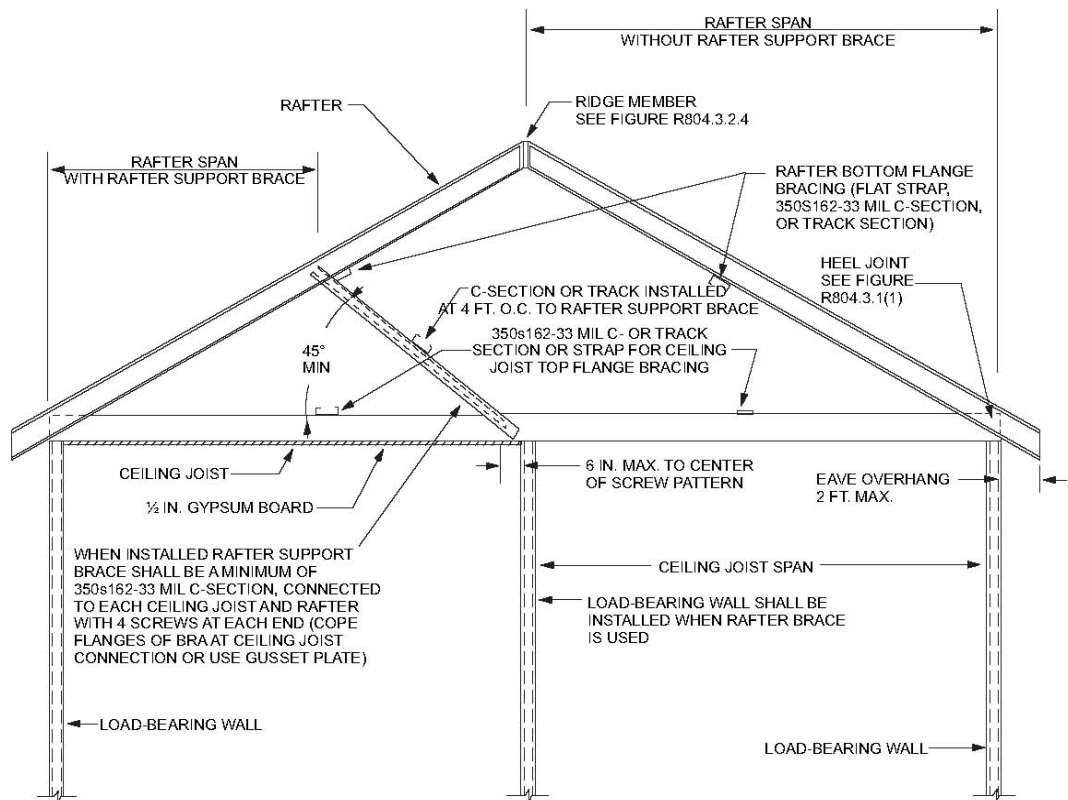 RAFTER SPAN
WITHOUT RAFTER SUPPORT BRACE
RAFTER
RIDGE MEMBER
SEE FIGURE R804.3.2.4
RAFTER SPAN
WITH RAFTER SUPPORT BRACE
RAFTER BOTTOM FLANGE
BRACING (FLAT STRAP,
350S162-33 MIL C-SECTION,
OR TRACK SECTION)
HEEL JOINT
SEE FIGURE
R804.3.1(1)
C-SECTION OR TRACK INSTALLED
AT 4 FT. O.C. TO RAFTER SUPPORT BRACE
350s162-33 MIL C- OR TRACK
SECTION OR STRAP FOR CEILING
JOIST TOP FLANGE BRACING
45°
MIN
CEILING JOIST
½ IN. GYPSUM BOARD
6 IN. MAX. TO CENTER
OF SCREW PATTERN
EAVE OVERHANG
2 FT. MAX.
WHEN INSTALLED RAFTER SUPPORT
BRACE SHALL BE A MINIMUM OF
350s162-33 MIL C-SECTION, CONNECTED
TO EACH CEILING JOIST AND RAFTER
WITH 4 SCREWS AT EACH END (COPE
FLANGES OF BRA AT CEILING JOIST
CONNECTION OR USE GUSSET PLATE)
CEILING JOIST SPAN
LOAD-BEARING WALL SHALL BE
INSTALLED WHEN RAFTER BRACE
IS USED
LOAD-BEARING WALL
LOAD-BEARING WALL